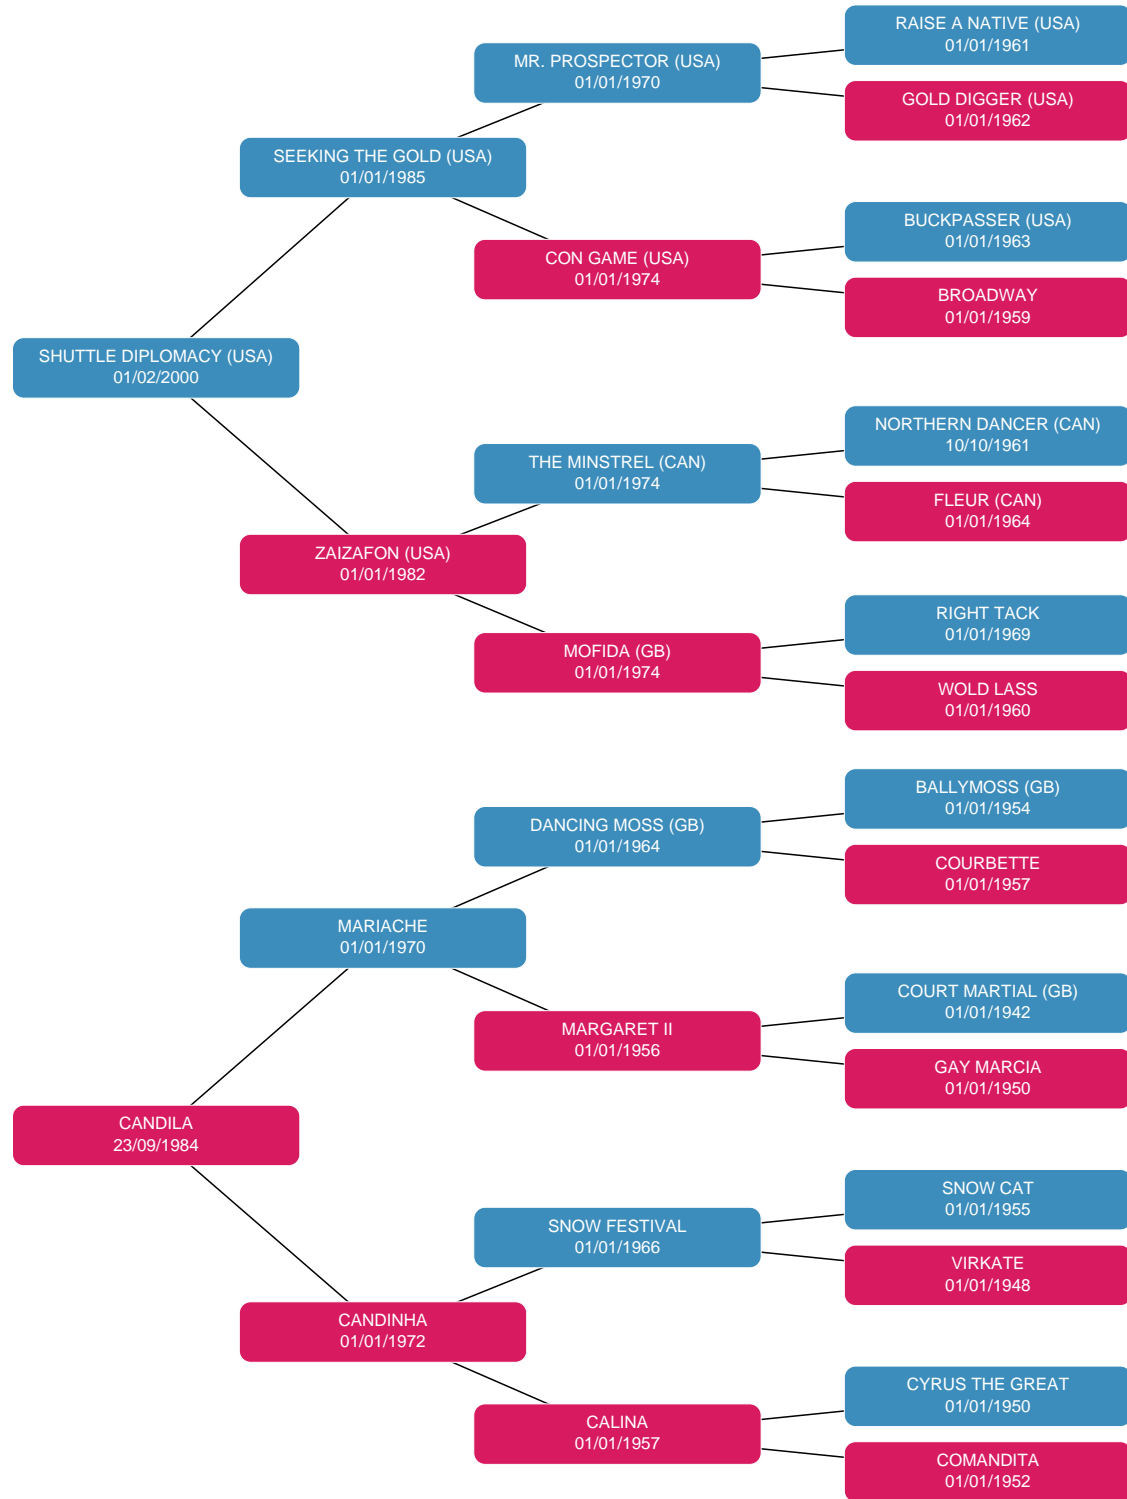 RAISE A NATIVE (USA)
01/01/1961
MR. PROSPECTOR (USA)
01/01/1970
GOLD DIGGER (USA)
01/01/1962
SEEKING THE GOLD (USA)
01/01/1985
BUCKPASSER (USA)
01/01/1963
CON GAME (USA)
01/01/1974
BROADWAY
01/01/1959
SHUTTLE DIPLOMACY (USA)
01/02/2000
NORTHERN DANCER (CAN)
10/10/1961
THE MINSTREL (CAN)
01/01/1974
FLEUR (CAN)
01/01/1964
ZAIZAFON (USA)
01/01/1982
RIGHT TACK
01/01/1969
MOFIDA (GB)
01/01/1974
WOLD LASS
01/01/1960
BALLYMOSS (GB)
01/01/1954
DANCING MOSS (GB)
01/01/1964
COURBETTE
01/01/1957
MARIACHE
01/01/1970
COURT MARTIAL (GB)
01/01/1942
MARGARET II
01/01/1956
GAY MARCIA
01/01/1950
CANDILA
23/09/1984
SNOW CAT
01/01/1955
SNOW FESTIVAL
01/01/1966
VIRKATE
01/01/1948
CANDINHA
01/01/1972
CYRUS THE GREAT
01/01/1950
CALINA
01/01/1957
COMANDITA
01/01/1952